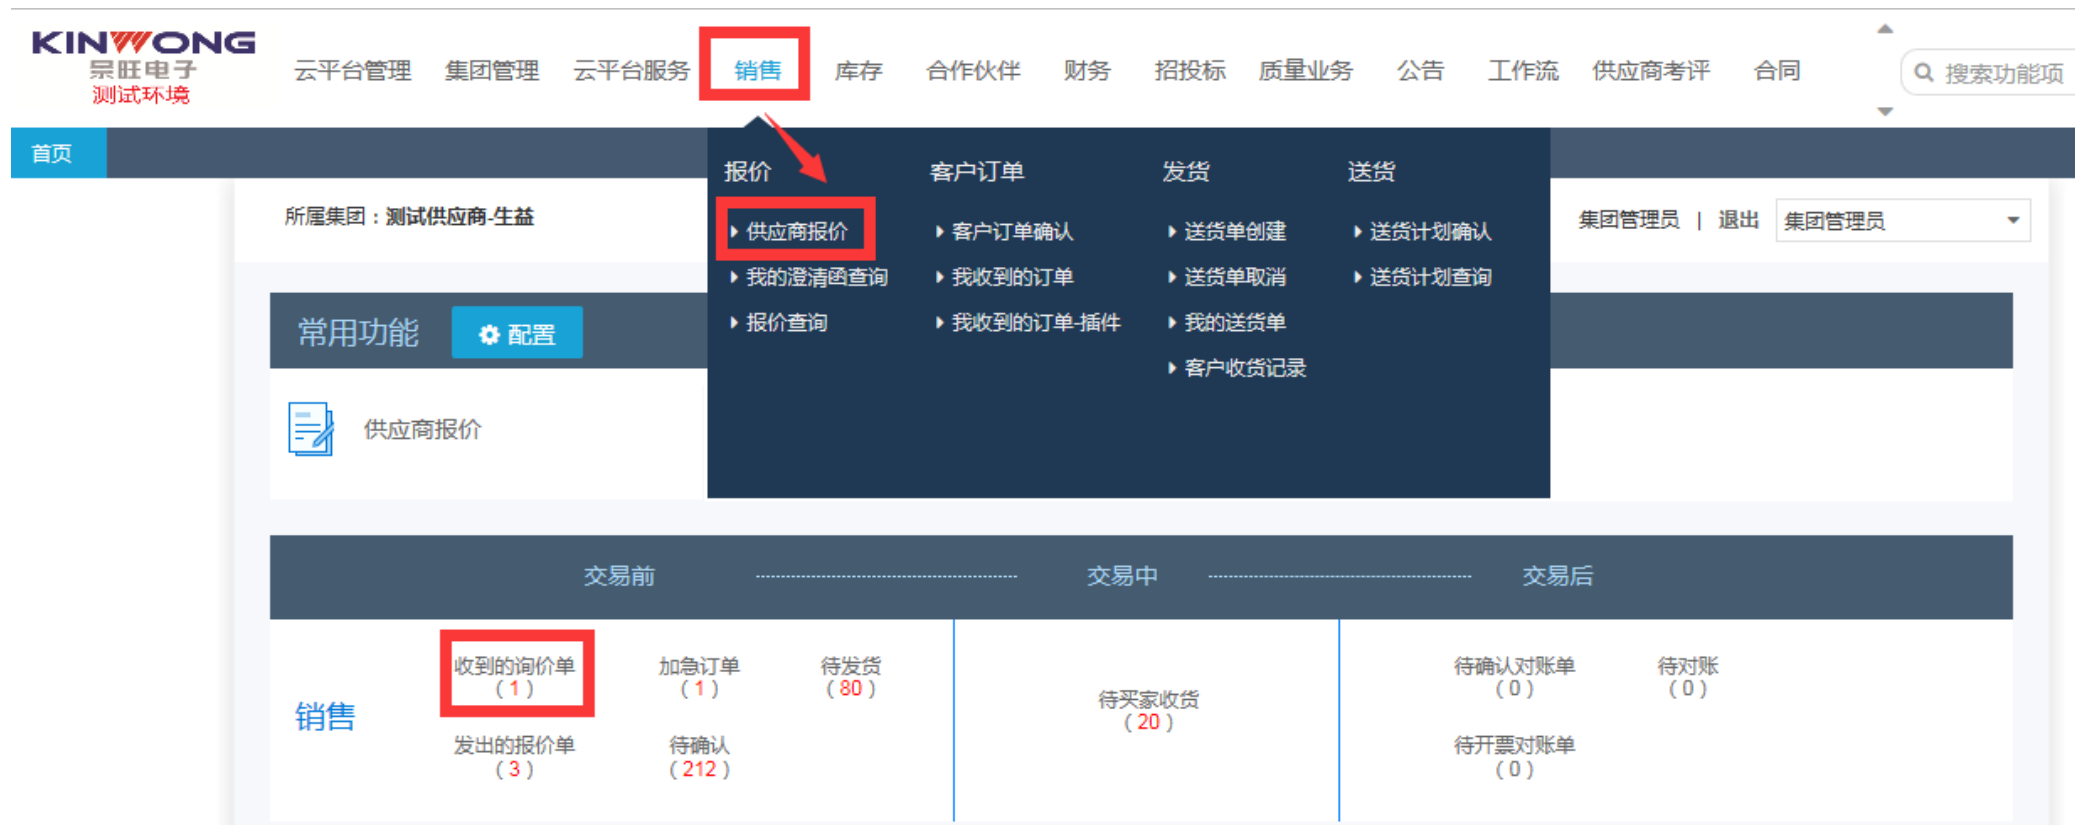 KINWONG
景旺电子
测试环境
云平台管理 集团管理 云平台服务 销售 库存 合作伙伴 财务 招投标 质量业务 公告 工作流 供应商考评 合同
搜索功能项
首页
报价 客户订单 发货 送货
所属集团：测试供应商-生益
供应商报价 客户订单确认 送货单创建 送货计划确认
集团管理员 | 退出 集团管理员
我的澄清函查询 我收到的订单 送货单取消 送货计划查询
报价查询 我收到的订单-插件 我的送货单
客户收货记录
常用功能 配置
供应商报价
交易前 交易中 交易后
销售
收到的询价单 加急订单 待发货
（1） （1） （80）
发出的报价单 待确认
（3） （212）
待买家收货
（20）
待确认对账单 待对账
（0） （0）
待开票对账单
（0）